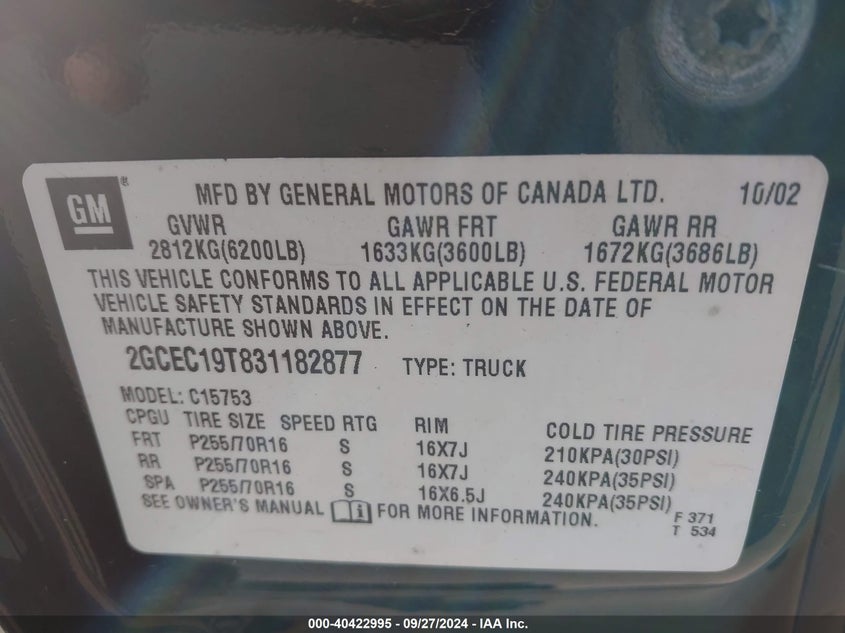 GM ® MFD BY GENERAL MOTORS OF CANADA LTD. 10/02
GVWR GAWR FRT GAWR RR
2812KG(6200LB) 1633KG(3600LB) 1672KG(3686LB)
THIS VEHICLE CONFORMS TO ALL APPLICABLE U.S. FEDERAL MOTOR
VEHICLE SAFETY STANDARDS IN EFFECT ON THE DATE OF
MANUFACTURE SHOWN ABOVE.
2GCEC19T831182877 TYPE: TRUCK
MODEL: C15753
CPGU TIRE SIZE SPEED RTG RIM COLD TIRE PRESSURE
FRT P255/70R16 S 16X7J 210KPA(30PSI)
RR P255/70R16 S 16X7J 240KPA(35PSI)
SPA P255/70R16 S 16X6.5J 240KPA(35PSI)
SEE OWNER'S MANUAL i FOR MORE INFORMATION. F 371
T 534
000-40422995 - 09/27/2024 - IAA Inc.